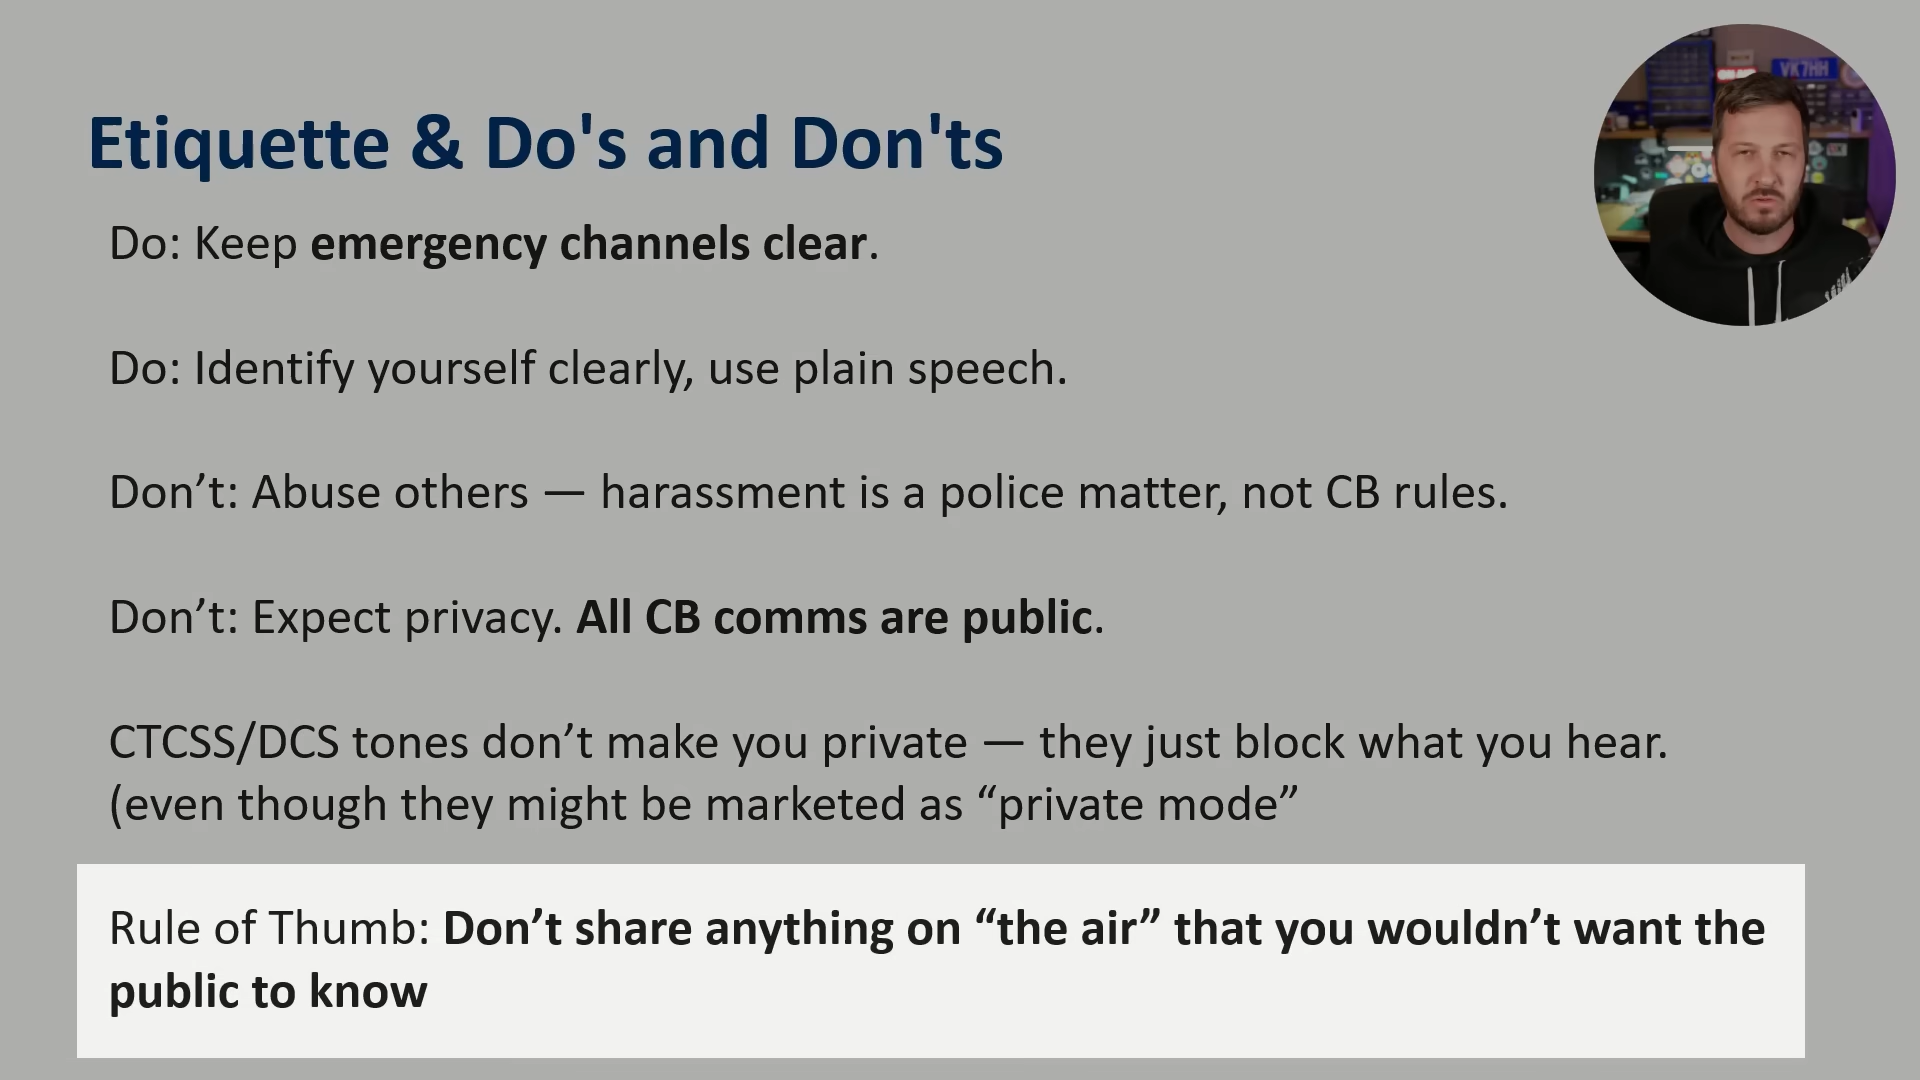 Etiquette & Do's and Don'ts
VK7HH
Do: Keep emergency channels clear.
Do: Identify yourself clearly, use plain speech.
Don’t: Abuse others — harassment is a police matter, not CB rules.
Don’t: Expect privacy. All CB comms are public.
CTCSS/DCS tones don’t make you private — they just block what you hear.
(even though they might be marketed as “private mode”
Rule of Thumb: Don’t share anything on “the air” that you wouldn’t want the
public to know